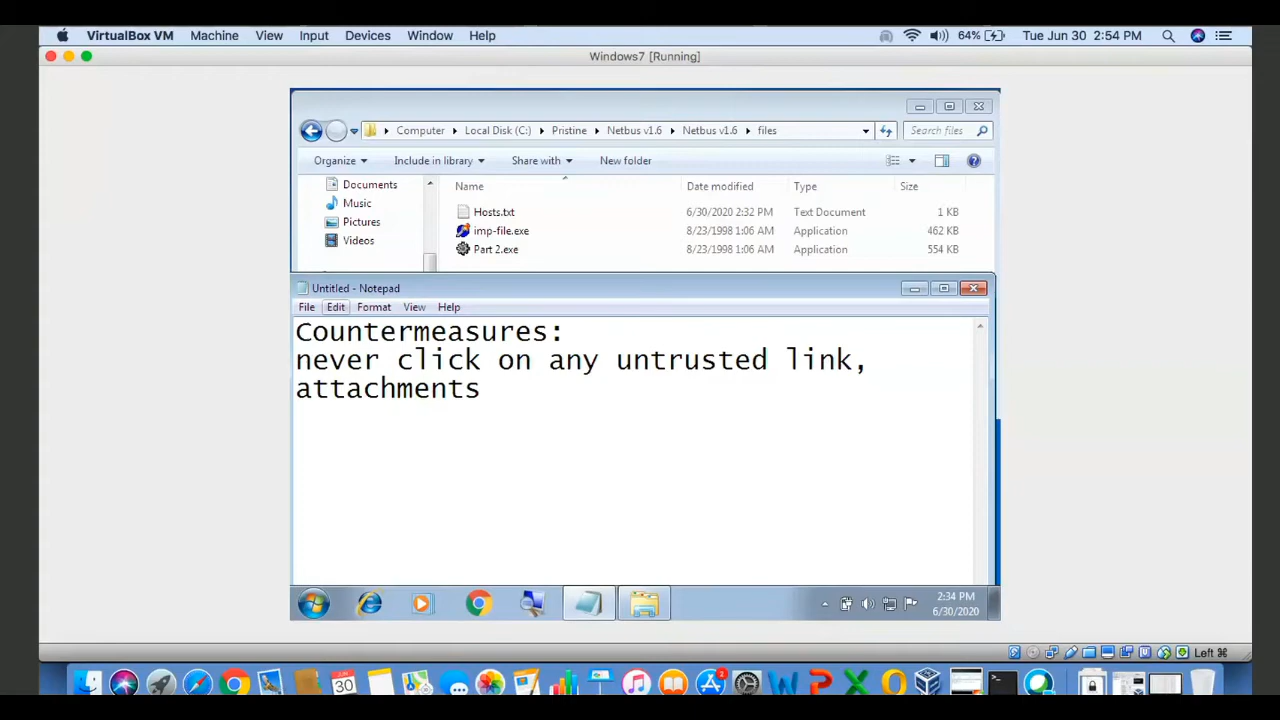 VirtualBox VM Machine View Input Devices Window Help 64% Tue Jun 30 2:54 PM
Windows7 [Running]
Computer Local Disk (C:) Pristine Netbus v1.6 Netbus v1.6 files Search files
Organize Include in library Share with New folder
Name Date modified Type Size
Documents
Music
Pictures
Videos
Hosts.txt 6/30/2020 2:32 PM Text Document 1 KB
imp-file.exe 8/23/1998 1:06 AM Application 462 KB
Part 2.exe 8/23/1998 1:06 AM Application 554 KB
Untitled - Notepad
File Edit Format View Help
Countermeasures:
never click on any untrusted link,
attachments
2:34 PM
6/30/2020
Left ⌘
JUN
30
2